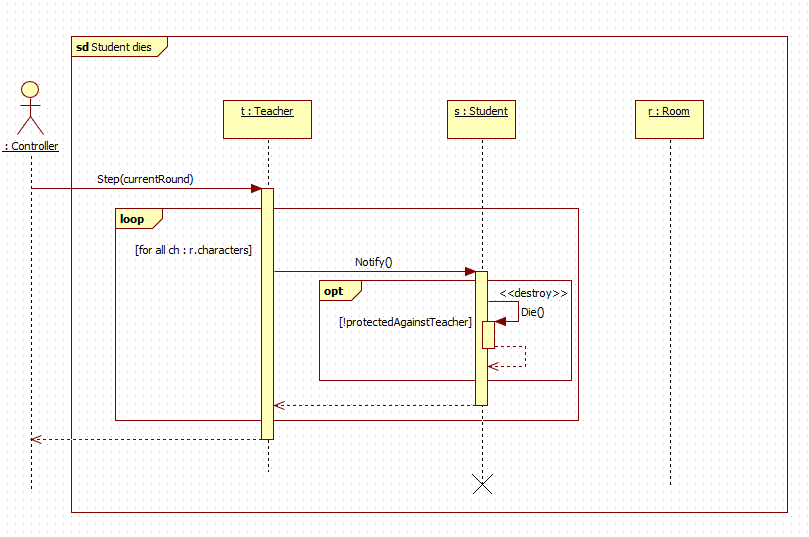 sd Student dies
t : Teacher
s : Student
r : Room
: Controller
Step(currentRound)
loop
[for all ch : r.characters]
Notify()
opt
<<destroy>>
Die()
[!protectedAgainstTeacher]